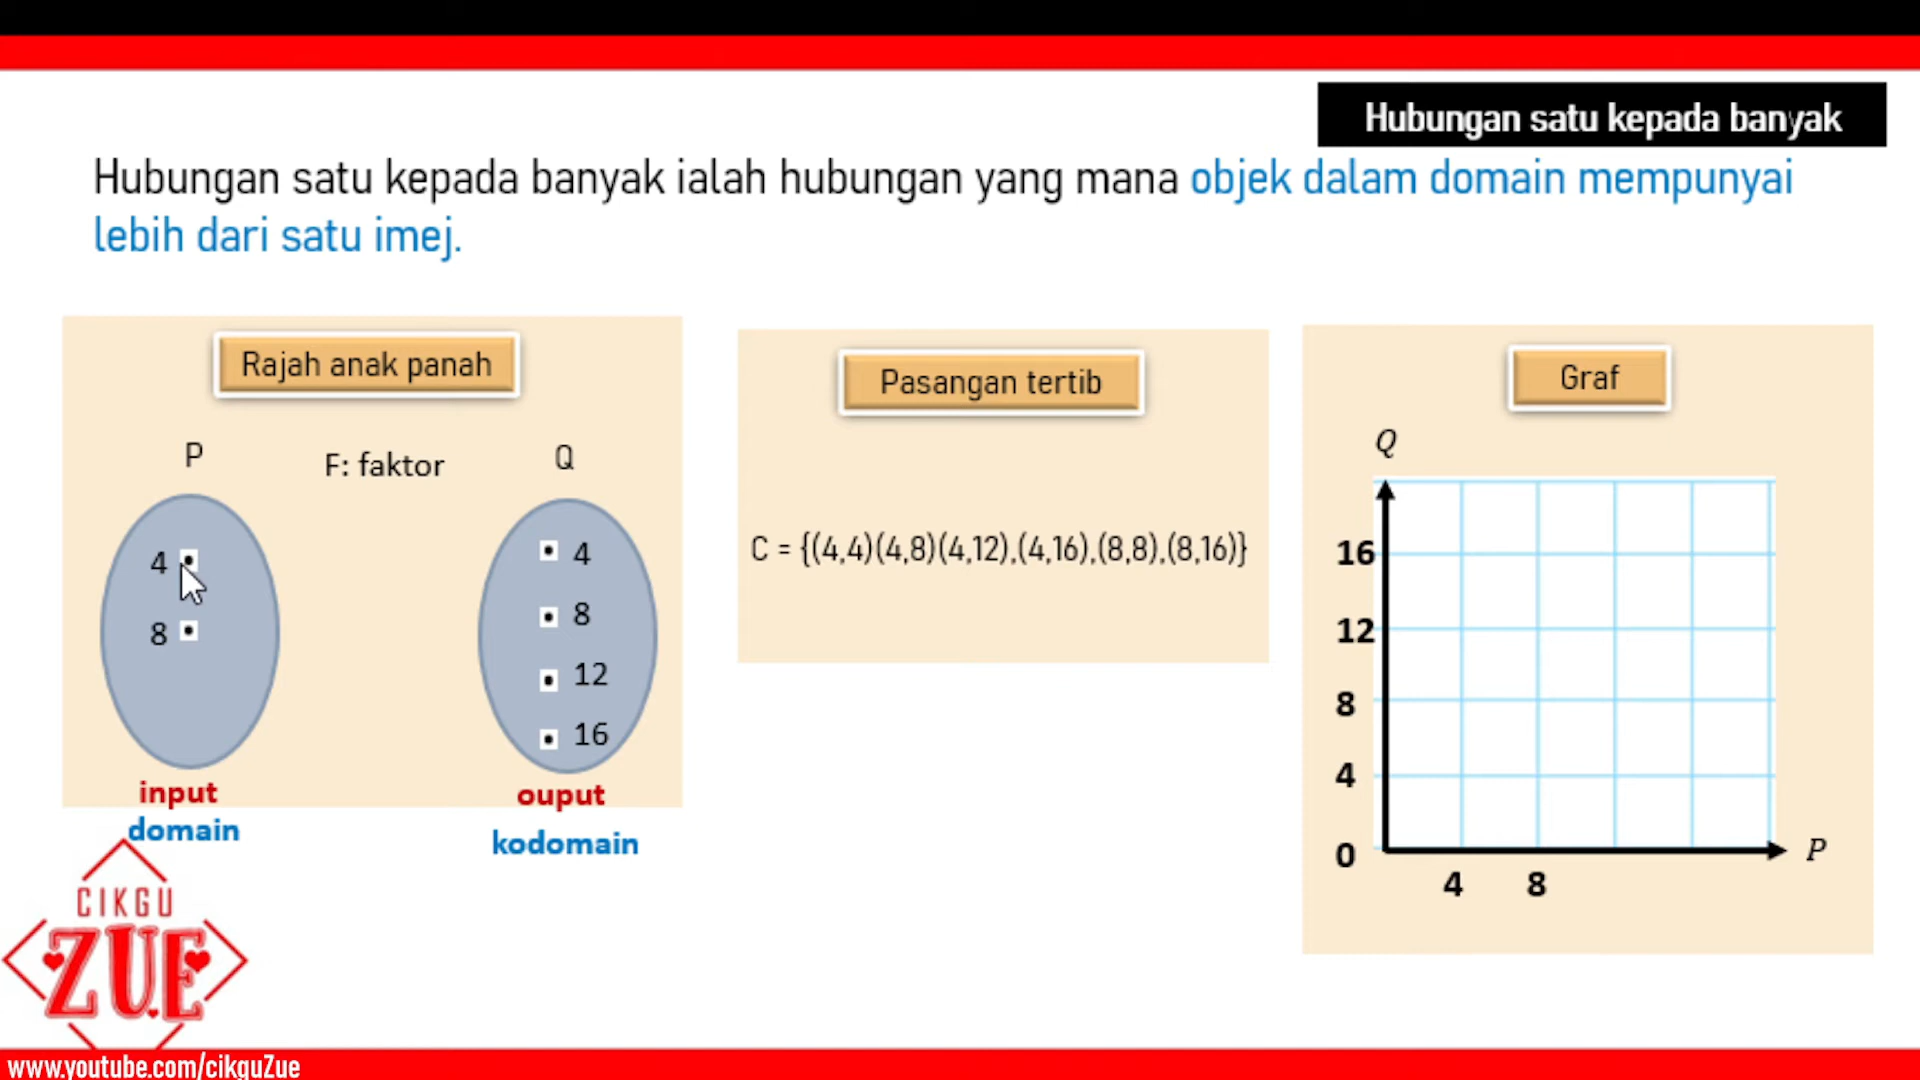 Hubungan satu kepada banyak
Hubungan satu kepada banyak ialah hubungan yang mana objek dalam domain mempunyai
lebih dari satu imej.
Rajah anak panah
P
F: faktor
Q
4
8
4
8
12
16
input
domain
ouput
kodomain
Pasangan tertib
C = {(4,4)(4,8)(4,12),(4,16),(8,8),(8,16)}
Graf
Q
16
12
8
4
0
4 8
P
CIKGU
ZUE
www.youtube.com/cikguZue